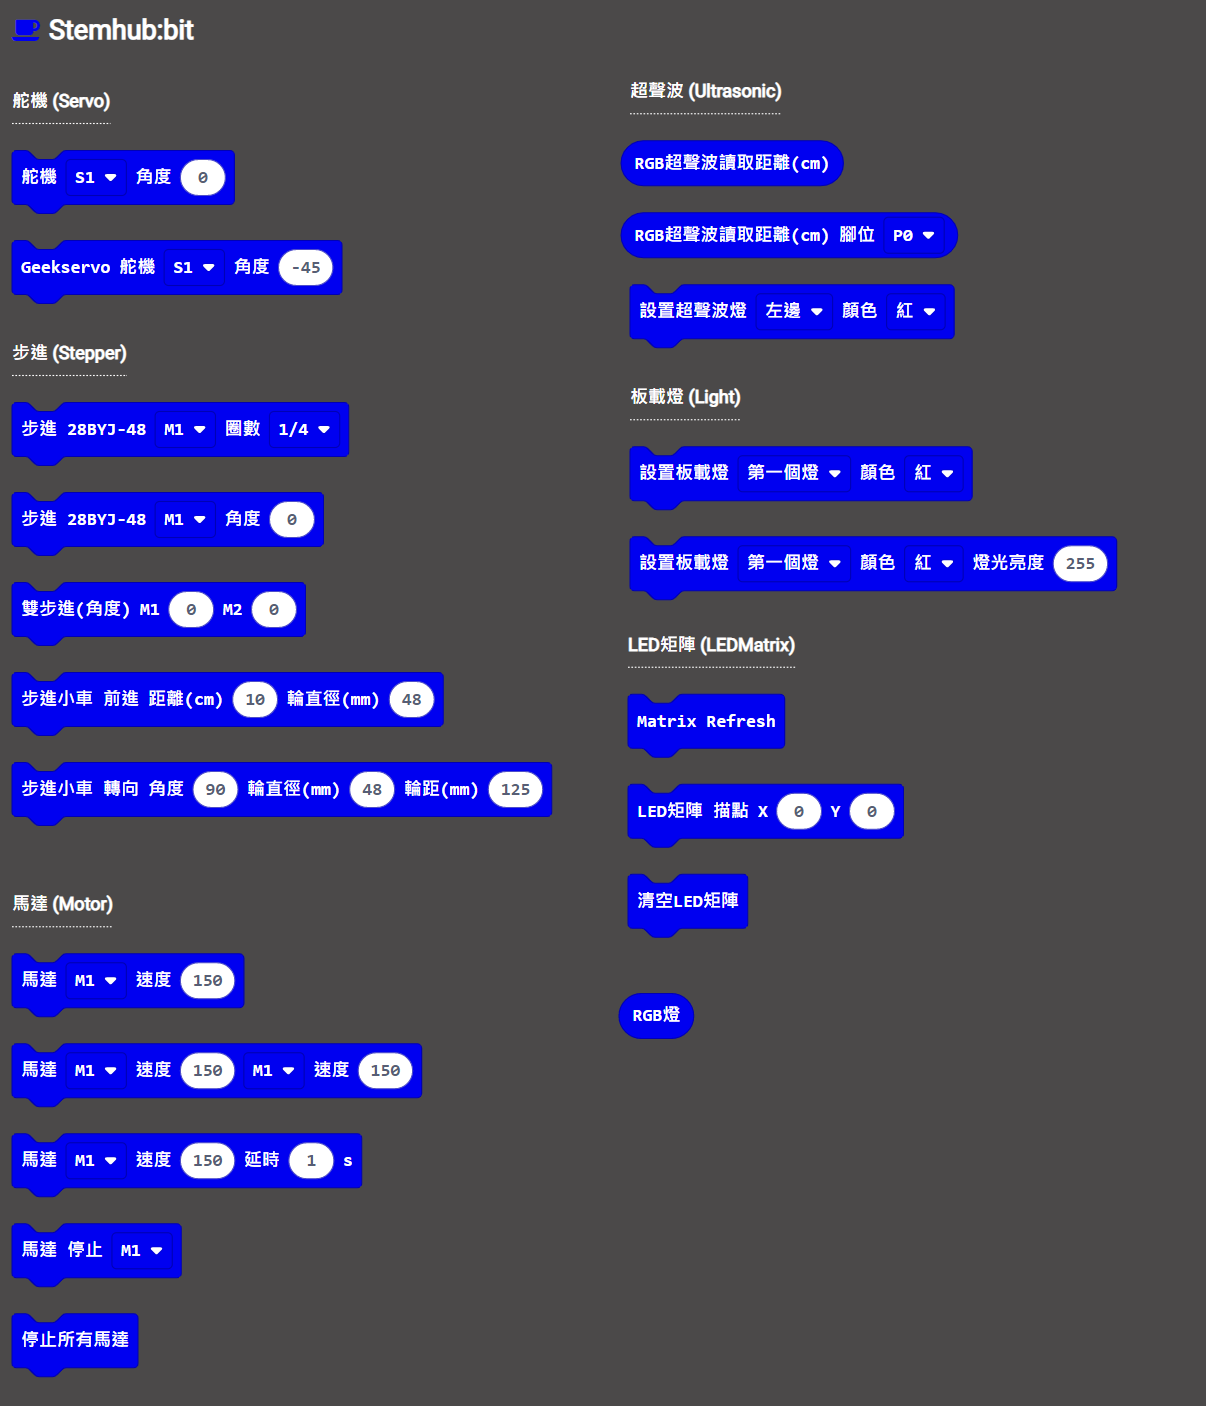 Stemhub:bit
舵機 (Servo)
舵機 S1 角度 0
Geekservo 舵機 S1 角度 -45
步進 (Stepper)
步進 28BYJ-48 M1 圈數 1/4
步進 28BYJ-48 M1 角度 0
雙步進(角度) M1 0 M2 0
步進小車 前進 距離(cm) 10 輪直徑(mm) 48
步進小車 轉向 角度 90 輪直徑(mm) 48 輪距(mm) 125
馬達 (Motor)
馬達 M1 速度 150
馬達 M1 速度 150 M1 速度 150
馬達 M1 速度 150 延時 1 s
馬達 停止 M1
停止所有馬達
超聲波 (Ultrasonic)
RGB超聲波讀取距離(cm)
RGB超聲波讀取距離(cm) 腳位 P0
設置超聲波燈 左邊 顏色 紅
板載燈 (Light)
設置板載燈 第一個燈 顏色 紅
設置板載燈 第一個燈 顏色 紅 燈光亮度 255
LED矩陣 (LEDMatrix)
Matrix Refresh
LED矩陣 描點 X 0 Y 0
清空LED矩陣
RGB燈